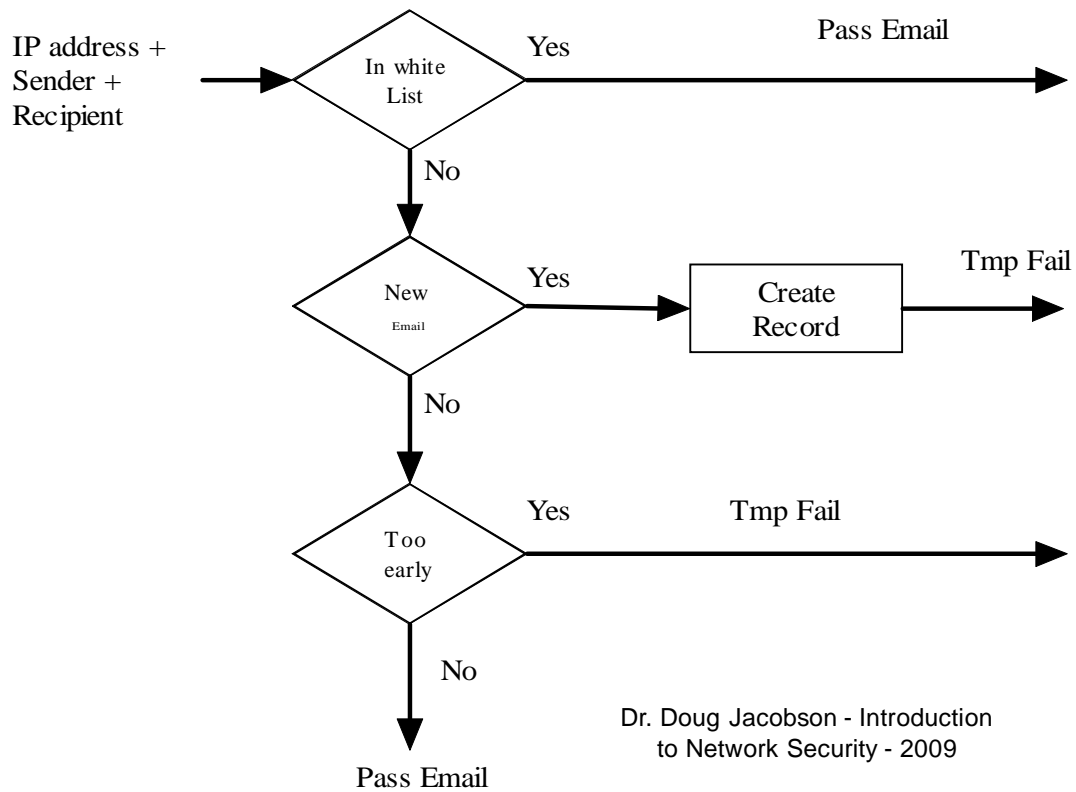 IP address +
Sender +
Recipient
In white
List
Yes
Pass Email
No
New
Email
Yes
Create
Record
Tmp Fail
No
Too
early
Yes
Tmp Fail
No
Pass Email
Dr. Doug Jacobson - Introduction
to Network Security - 2009